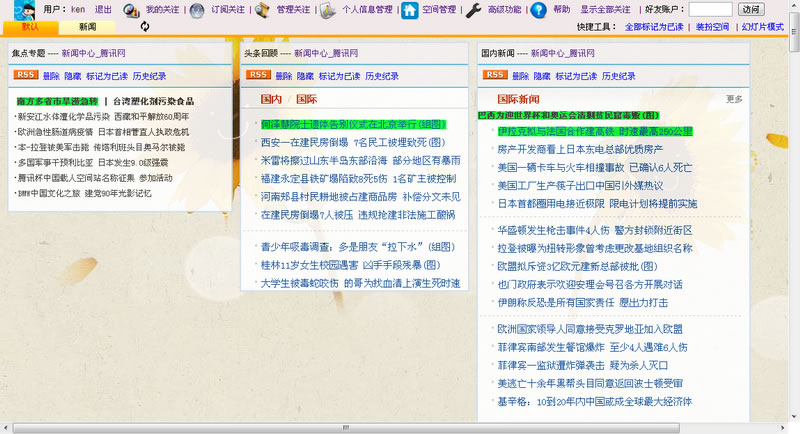 用户： ken 退出 我的关注 | 订阅关注 | 管理关注 | 个人信息管理 | 空间管理 | 高级功能 | 帮助 显示全部关注 | 好友账户： 访问
默认 新闻 快捷工具： 全部标记为已读 | 装扮空间 | 幻灯片模式
焦点专题 ---- 新闻中心_腾讯网
RSS 删除 隐藏 标记为已读 历史纪录
南方多省市旱涝急转 | 台湾塑化剂污染食品
·新安江水体遭化学品污染 西藏和平解放60周年
·欧洲急性肠道病疫情 日本首相菅直人执政危机
·本-拉登被美军击毙 传塔利班头目奥马尔被毙
·多国军事干预利比亚 日本发生9.0级强震
·腾讯杯中国载人空间站名称征集 参加活动
·BMW中国文化之旅 建党90年光影记忆
头条回顾 ---- 新闻中心_腾讯网
RSS 删除 隐藏 标记为已读 历史纪录
国内 / 国际
何泽慧院士遗体告别仪式在北京举行(组图)
西安一在建民房倒塌 7名民工被埋致死(图)
米雷将擦过山东半岛东部沿海 部分地区有暴雨
福建永定县铁矿塌陷致8死5伤 1名矿主被控制
河南郏县村民耕地被占建商品房 补偿分文未见
在建民房倒塌7人被压 违规抢建非法施工酿祸
青少年吸毒调查：多是朋友“拉下水”(组图)
桂林11岁女生校园遇害 凶手手段残暴(图)
大学生被毒蛇咬伤 的哥为扰血清上演生死时速
国内新闻 ---- 新闻中心_腾讯网
RSS 删除 隐藏 标记为已读 历史纪录
国际新闻 更多
巴西为迎世界杯和奥运会清剿贫民窟毒贩(图)
伊拉克拟与法国合作建高铁 时速最高250公里
房产开发商看上日本东电总部优质房产
美国一辆卡车与火车相撞事故 已确认6人死亡
美国工厂生产筷子出口中国引外媒热议
日本首都圈用电接近极限 限电计划将提前实施
华盛顿发生枪击事件4人伤 警方封锁附近街区
拉登被曝为扭转形象曾考虑更改基地组织名称
欧盟拟斥资3亿欧元建新总部被批(图)
也门政府表示欢迎安理会号召各方开展对话
伊朗称反恐是所有国家责任 愿出力打击
欧洲国家领导人同意接受克罗地亚加入欧盟
菲律宾南部发生餐馆爆炸 至少4人遇难6人伤
菲律宾一监狱遭炸弹袭击 疑为杀人灭口
美逃亡十余年黑帮头目同意返回波士顿受审
基辛格：10到20年内中国或成全球最大经济体